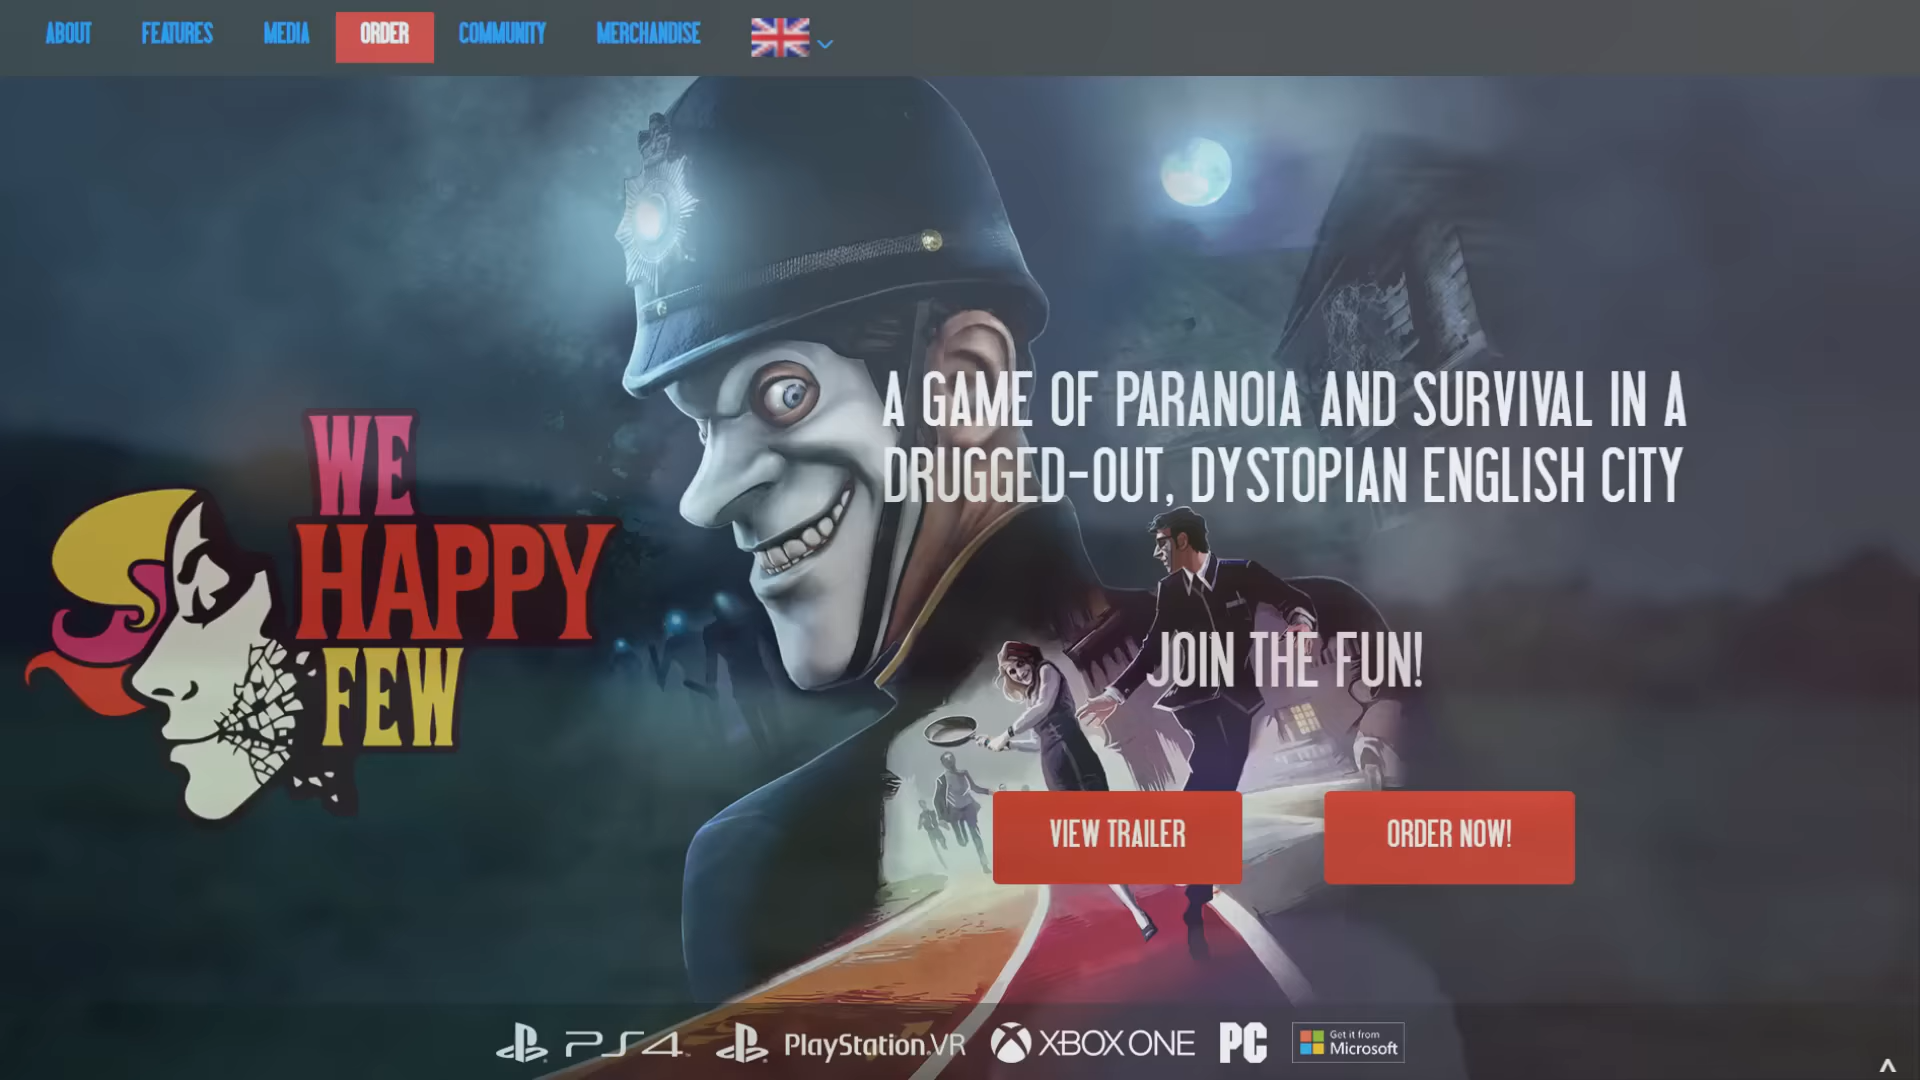 ABOUT
FEATURES
MEDIA
ORDER
COMMUNITY
MERCHANDISE
A GAME OF PARANOIA AND SURVIVAL IN A
DRUGGED-OUT, DYSTOPIAN ENGLISH CITY
WE
HAPPY
FEW
JOIN THE FUN!
VIEW TRAILER
ORDER NOW!
PS4
PlayStation.VR
XBOX ONE
PC
Get it from
Microsoft